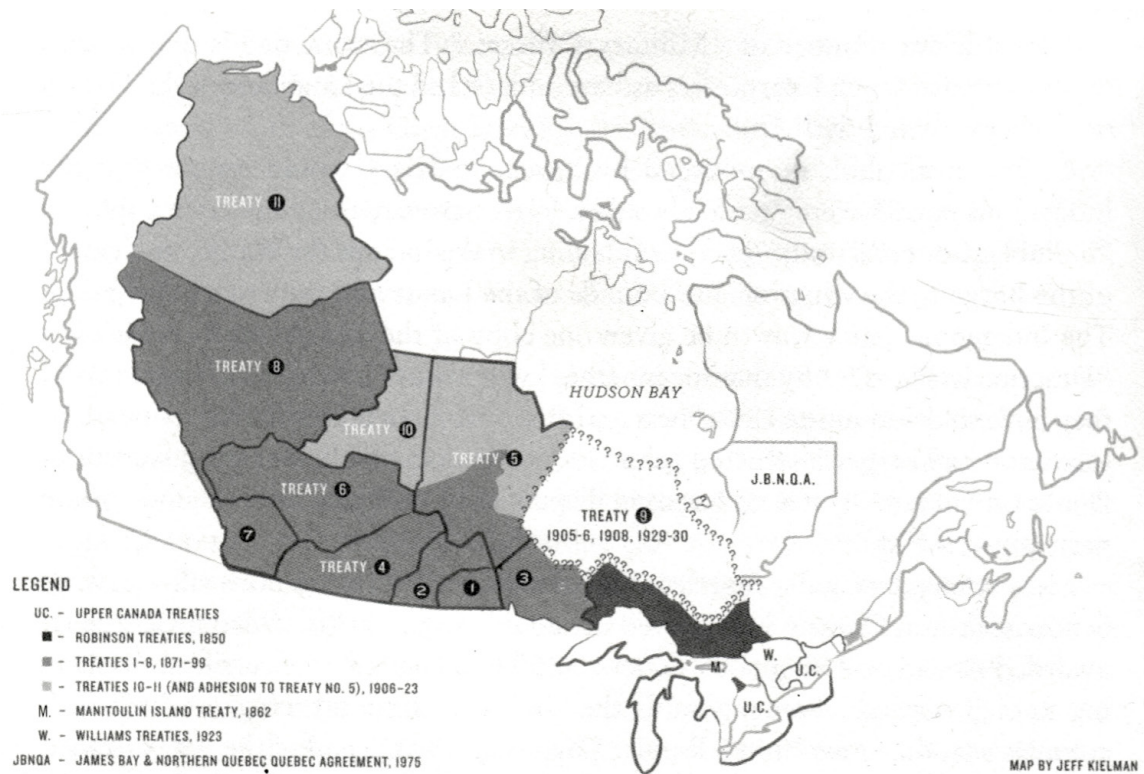 TREATY 11
TREATY 8
HUDSON BAY
TREATY 10
TREATY 5
J.B.N.Q.A.
TREATY 6
TREATY 9
1905-6, 1908, 1929-30
7
TREATY 4
3
2
1
LEGEND
UC. - UPPER CANADA TREATIES
- ROBINSON TREATIES, 1850
- TREATIES 1-8, 1871-99
- TREATIES 10-11 (AND ADHESION TO TREATY NO. 5), 1906-23
M. - MANITOULIN ISLAND TREATY, 1862
W. - WILLIAMS TREATIES, 1923
JBNQA - JAMES BAY & NORTHERN QUEBEC QUEBEC AGREEMENT, 1975
W.
M.
U.C.
U.C.
MAP BY JEFF KIELMAN